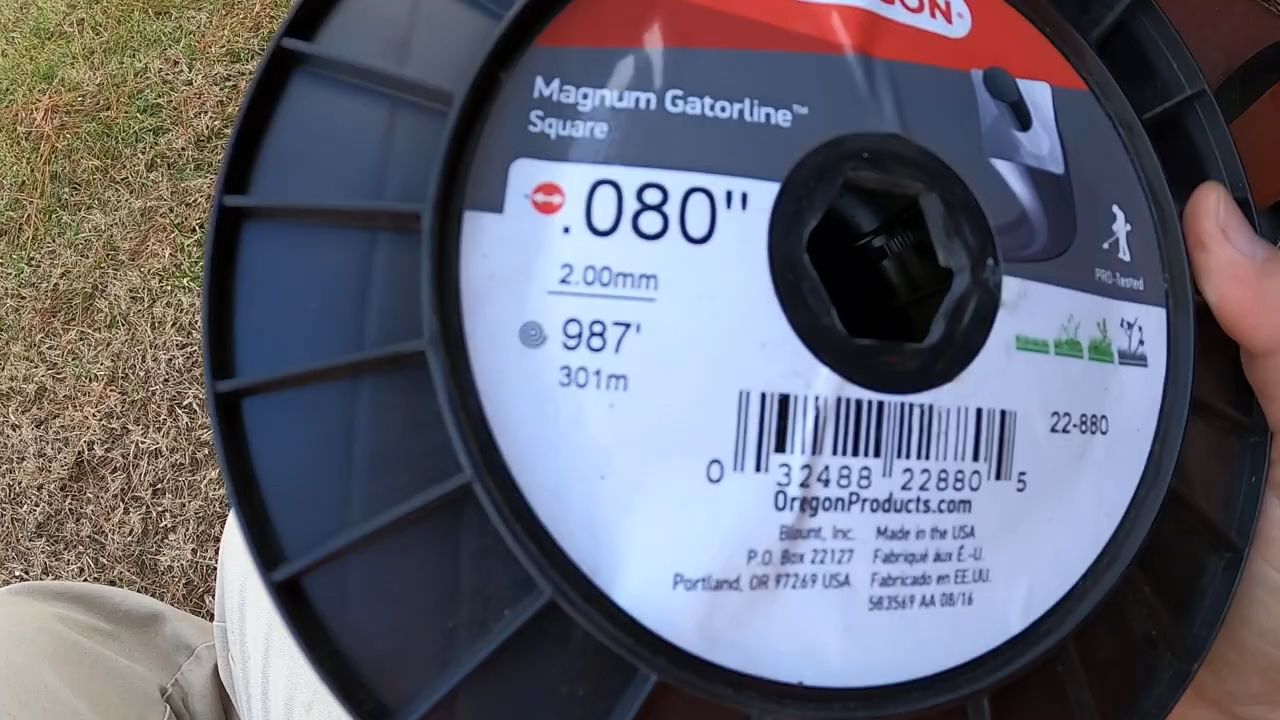 Magnum Gatorline™
Square
.080"
2.00mm
987'
301m
PRO-Tested
22-880
0 32488 22880 5
OregonProducts.com
Blount, Inc.
P.O. Box 22127
Portland, OR 97269 USA
Made in the USA
Fabriqué aux É.-U.
Fabricado en EE.UU.
583569 AA 08/16